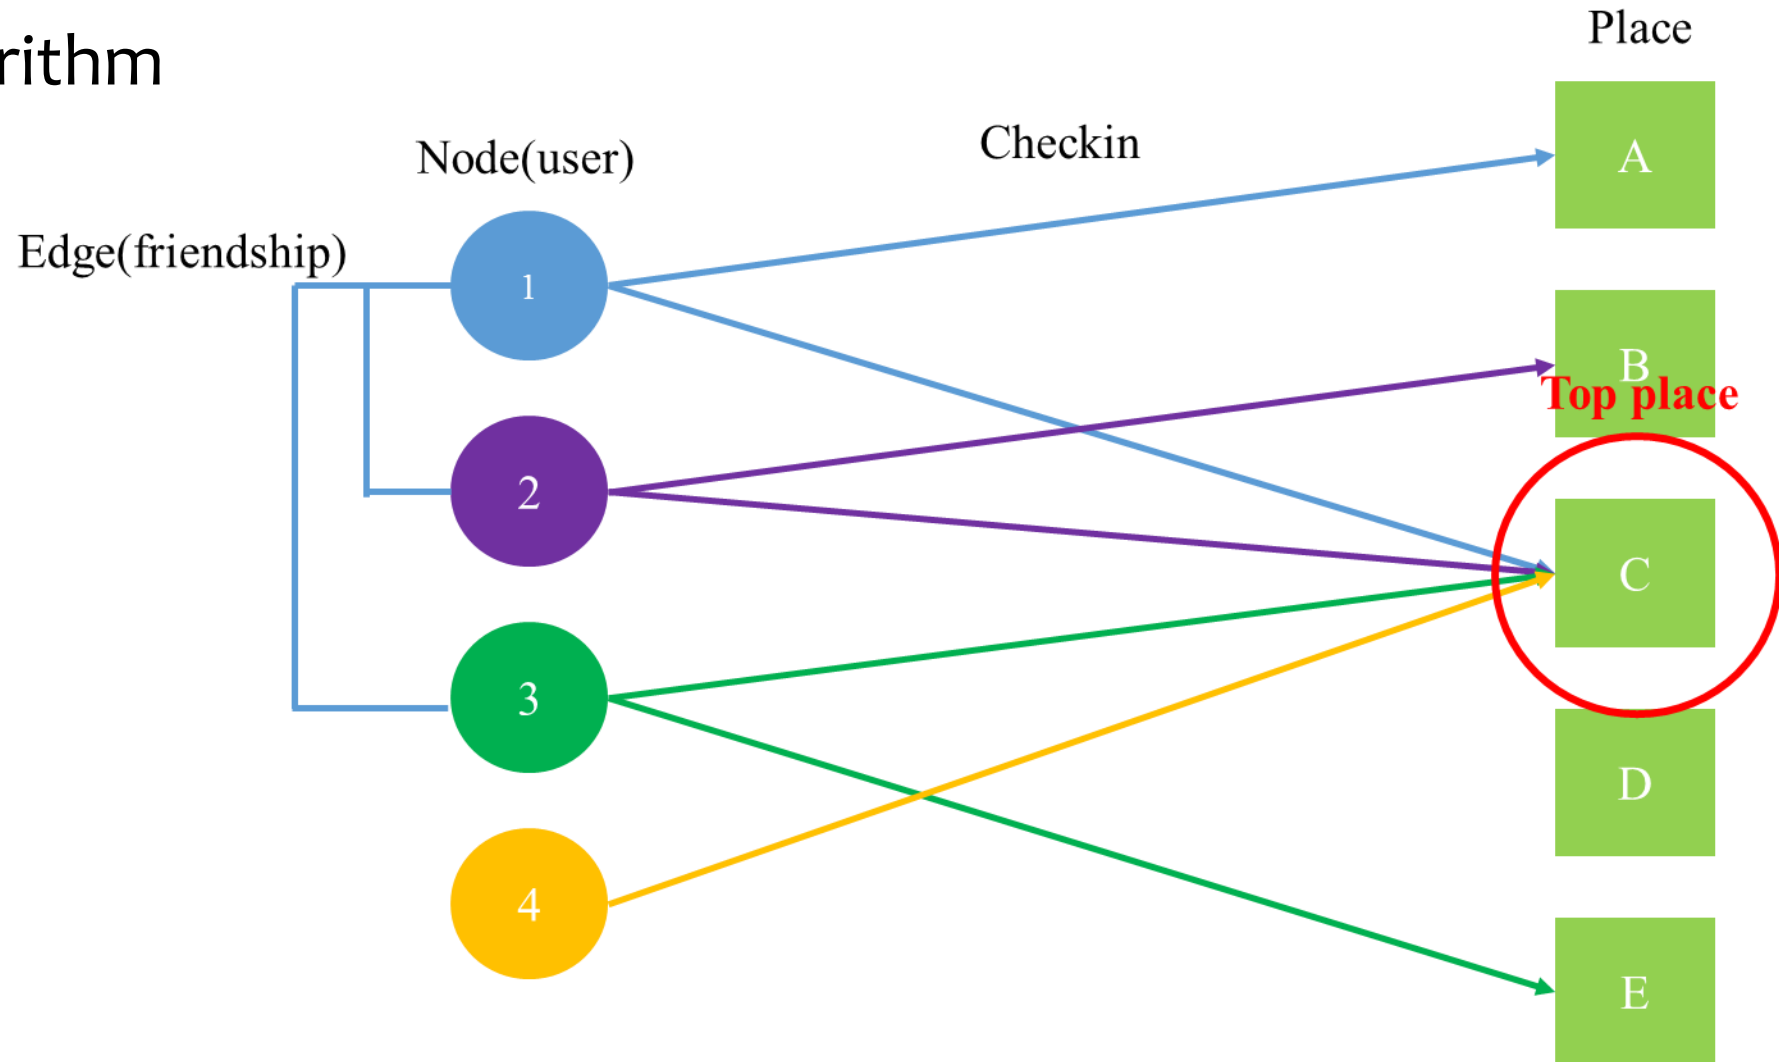 rithm
Place
Node(user)
Checkin
Edge(friendship)
1
2
3
4
A
B
Top place
C
D
E